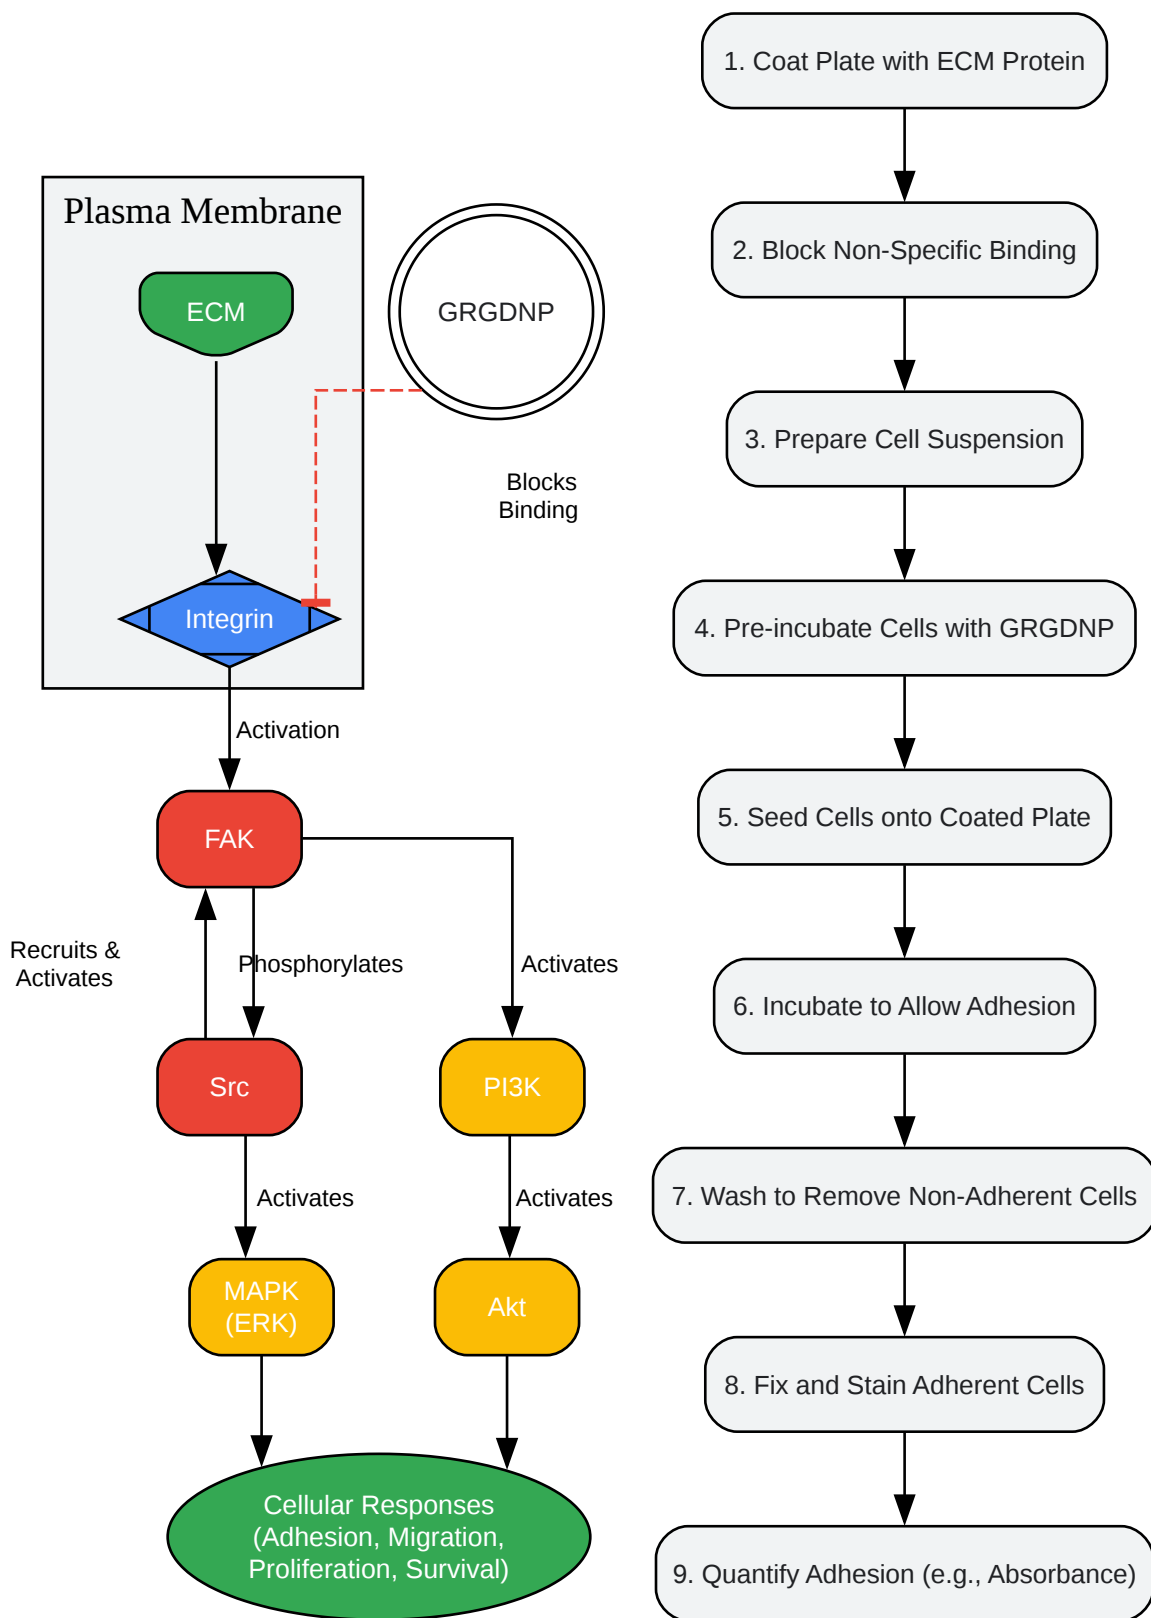 Plasma Membrane
ECM
GRGDNP
Blocks
Binding
Integrin
Activation
FAK
Recruits &
Activates
Phosphorylates
Activates
Src
PI3K
Activates
Activates
MAPK
(ERK)
Akt
Cellular Responses
(Adhesion, Migration,
Proliferation, Survival)
1. Coat Plate with ECM Protein
2. Block Non-Specific Binding
3. Prepare Cell Suspension
4. Pre-incubate Cells with GRGDNP
5. Seed Cells onto Coated Plate
6. Incubate to Allow Adhesion
7. Wash to Remove Non-Adherent Cells
8. Fix and Stain Adherent Cells
9. Quantify Adhesion (e.g., Absorbance)